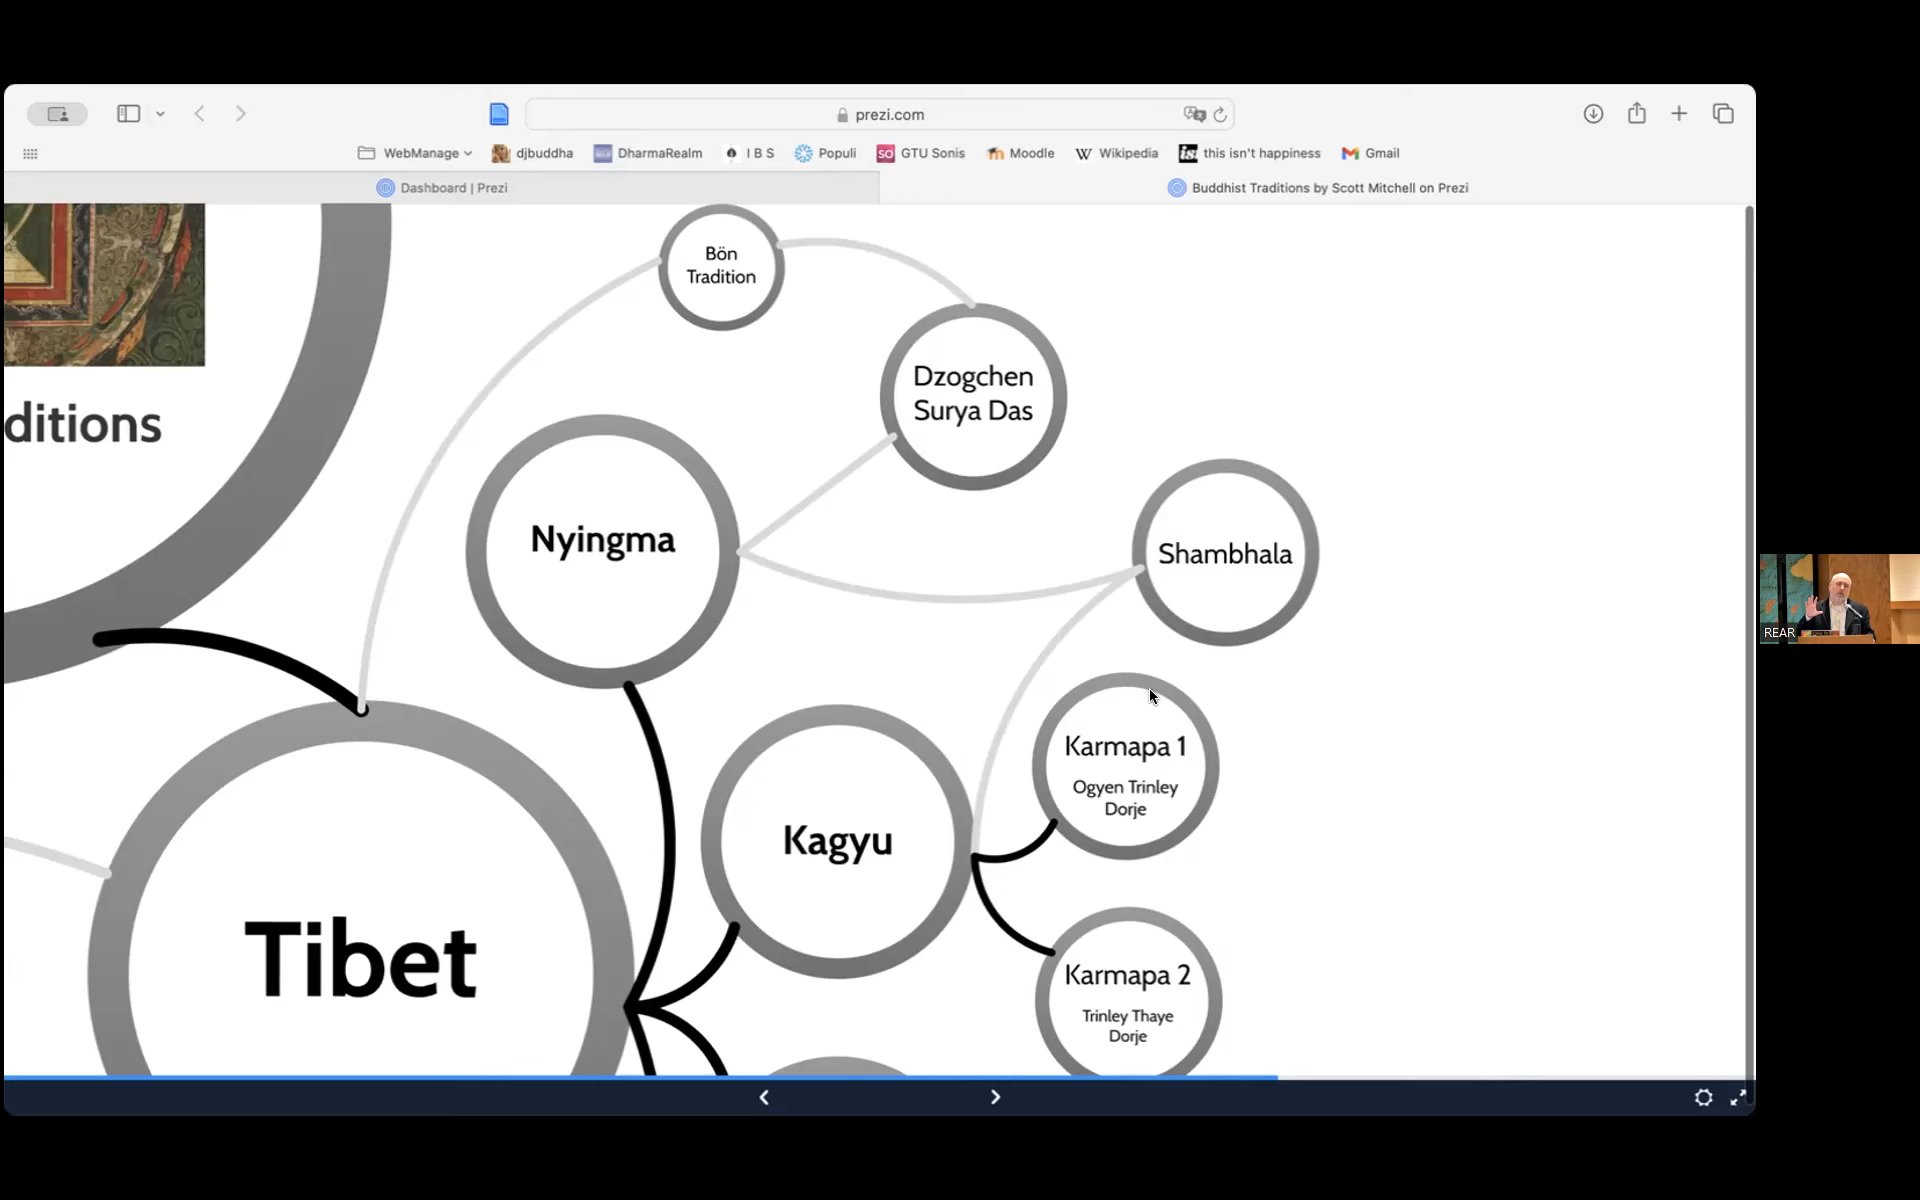 prezi.com
WebManage
djbuddha
DharmaRealm
I B S
Populi
SO
GTU Sonis
Moodle
W
Wikipedia
is!
this isn't happiness
Gmail
Dashboard | Prezi
Buddhist Traditions by Scott Mitchell on Prezi
Bön
Tradition
Dzogchen
Surya Das
ditions
Nyingma
Shambhala
Karmapa 1
Ogyen Trinley
Dorje
Kagyu
Tibet
Karmapa 2
Trinley Thaye
Dorje
REAR